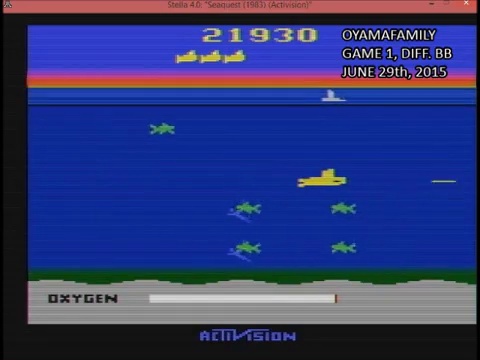 Stella 4.0: "Seaquest (1983) (Activision)"
21930
OYAMAFAMILY
GAME 1, DIFF. BB
JUNE 29th, 2015
OXYGEN
ACTIVISION